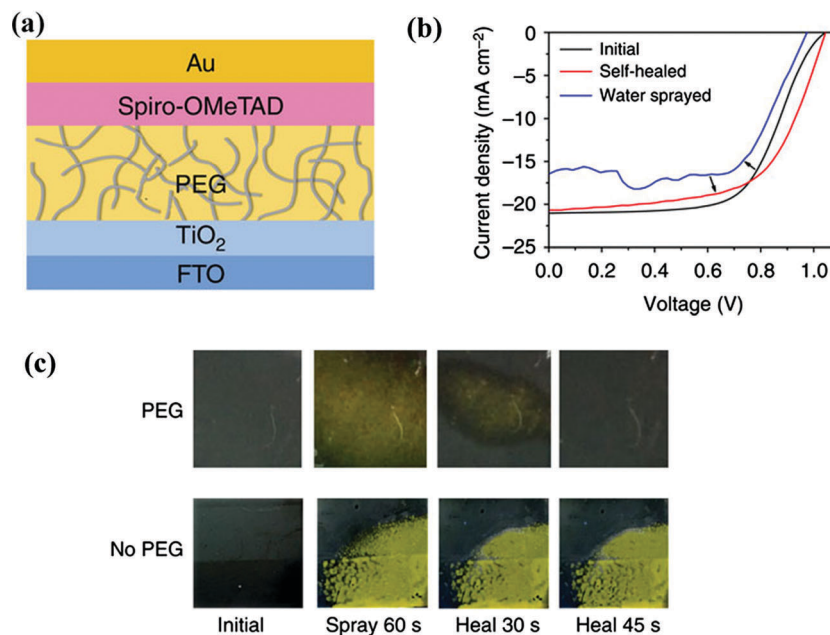 (a)
Au
Spiro-OMeTAD
PEG
TiO₂
FTO
(b)
Current density (mA cm⁻²)
0
−5
−10
−15
−20
−25
Initial
Self-healed
Water sprayed
0.0 0.2 0.4 0.6 0.8 1.0
Voltage (V)
(c)
PEG
No PEG
Initial Spray 60 s Heal 30 s Heal 45 s